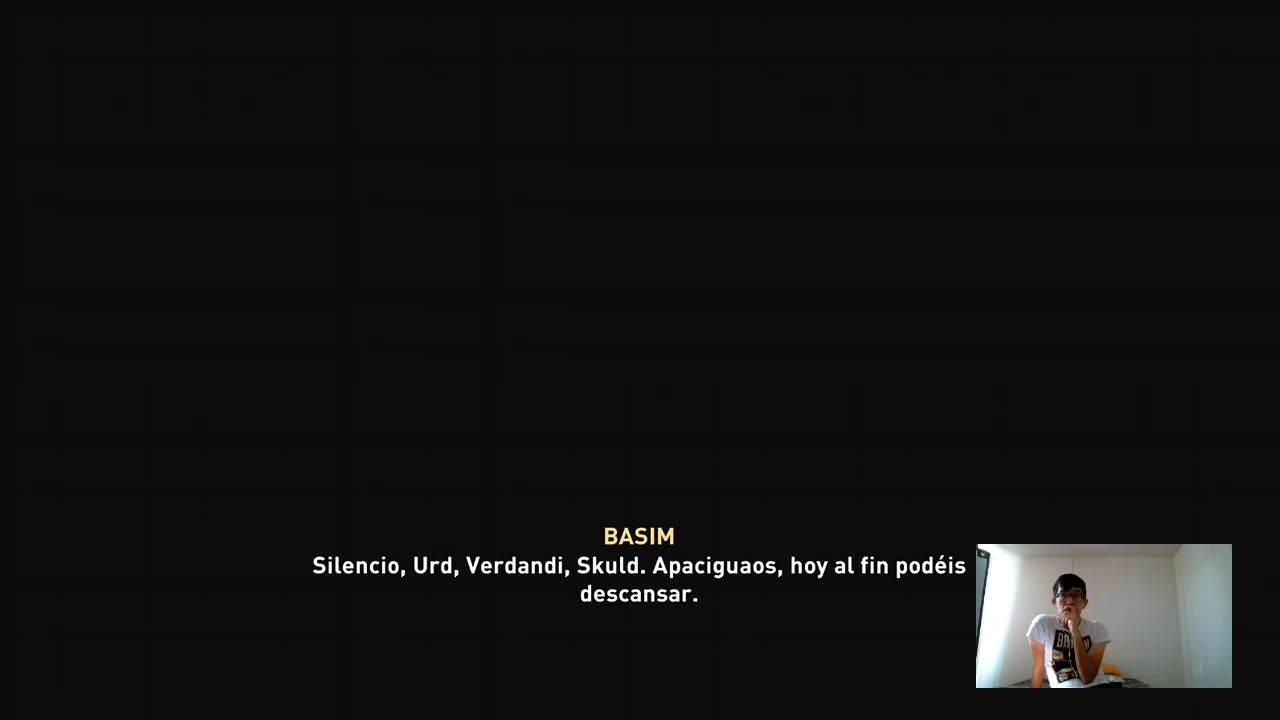 BASIM
Silencio, Urd, Verdandi, Skuld. Apaciguaos, hoy al fin podéis
descansar.